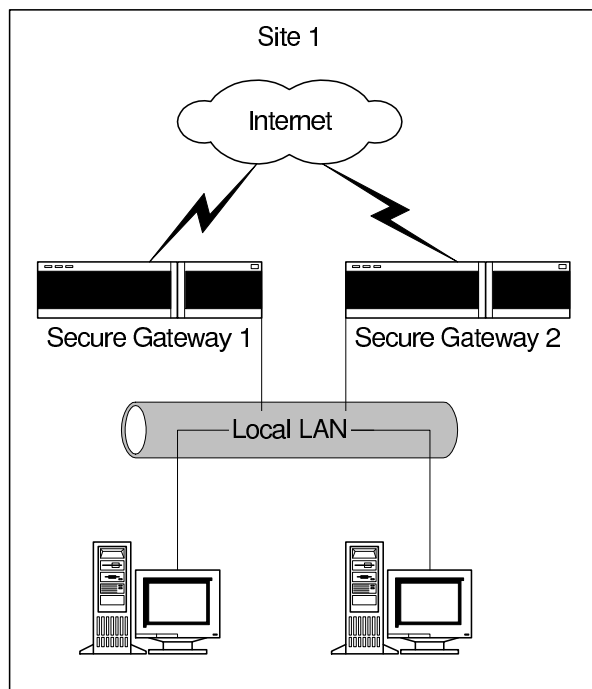 Site 1
Internet
Secure Gateway 1
Secure Gateway 2
Local LAN